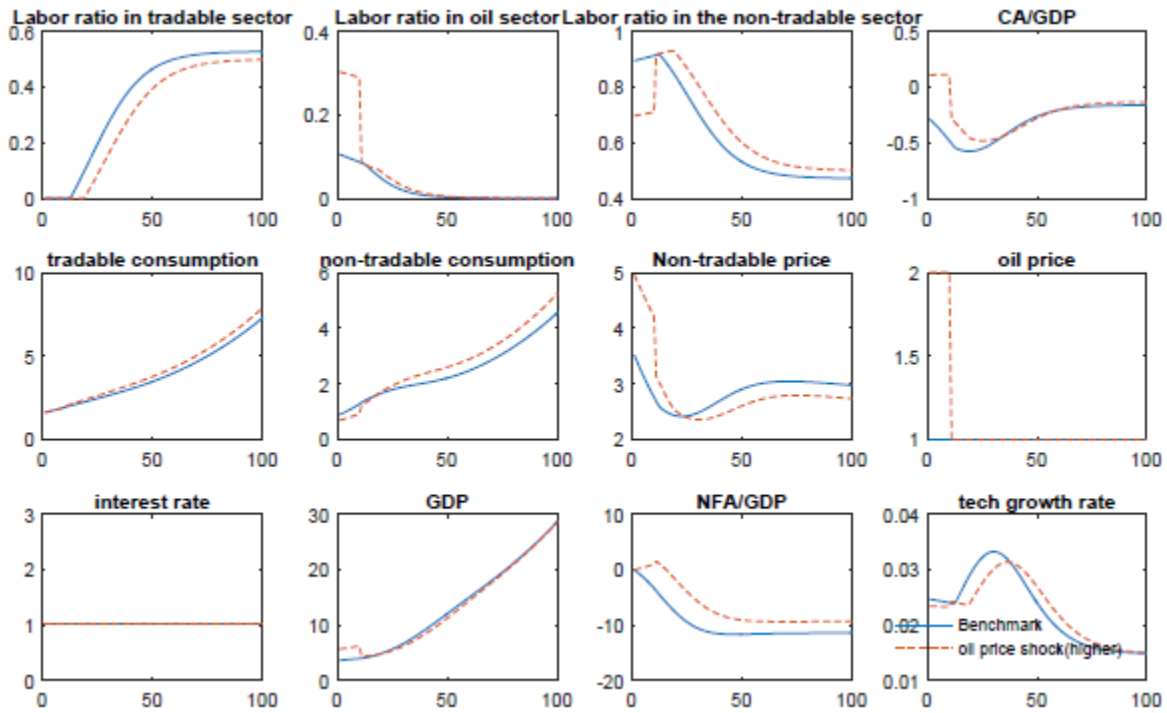 Labor ratio in tradable sector Labor ratio in oil sector Labor ratio in the non-tradable sector CA/GDP
0.6 0.4 1 0.5
0.4 0.8 0
0.2 0.2 0.6 -0.5
0 0 0.4 -1
0 50 100 0 50 100 0 50 100 0 50 100
tradable consumption non-tradable consumption Non-tradable price oil price
10 6 5 2
5 4 4 1.5
2 3
0 0 2 1
0 50 100 0 50 100 0 50 100 0 50 100
interest rate GDP NFA/GDP tech growth rate
3 30 10 0.04
2 20 0 0.03
1 10 -10 0.02 Benchmark
oil price shock(higher)
0 0 -20 0.01
0 50 100 0 50 100 0 50 100 0 50 100